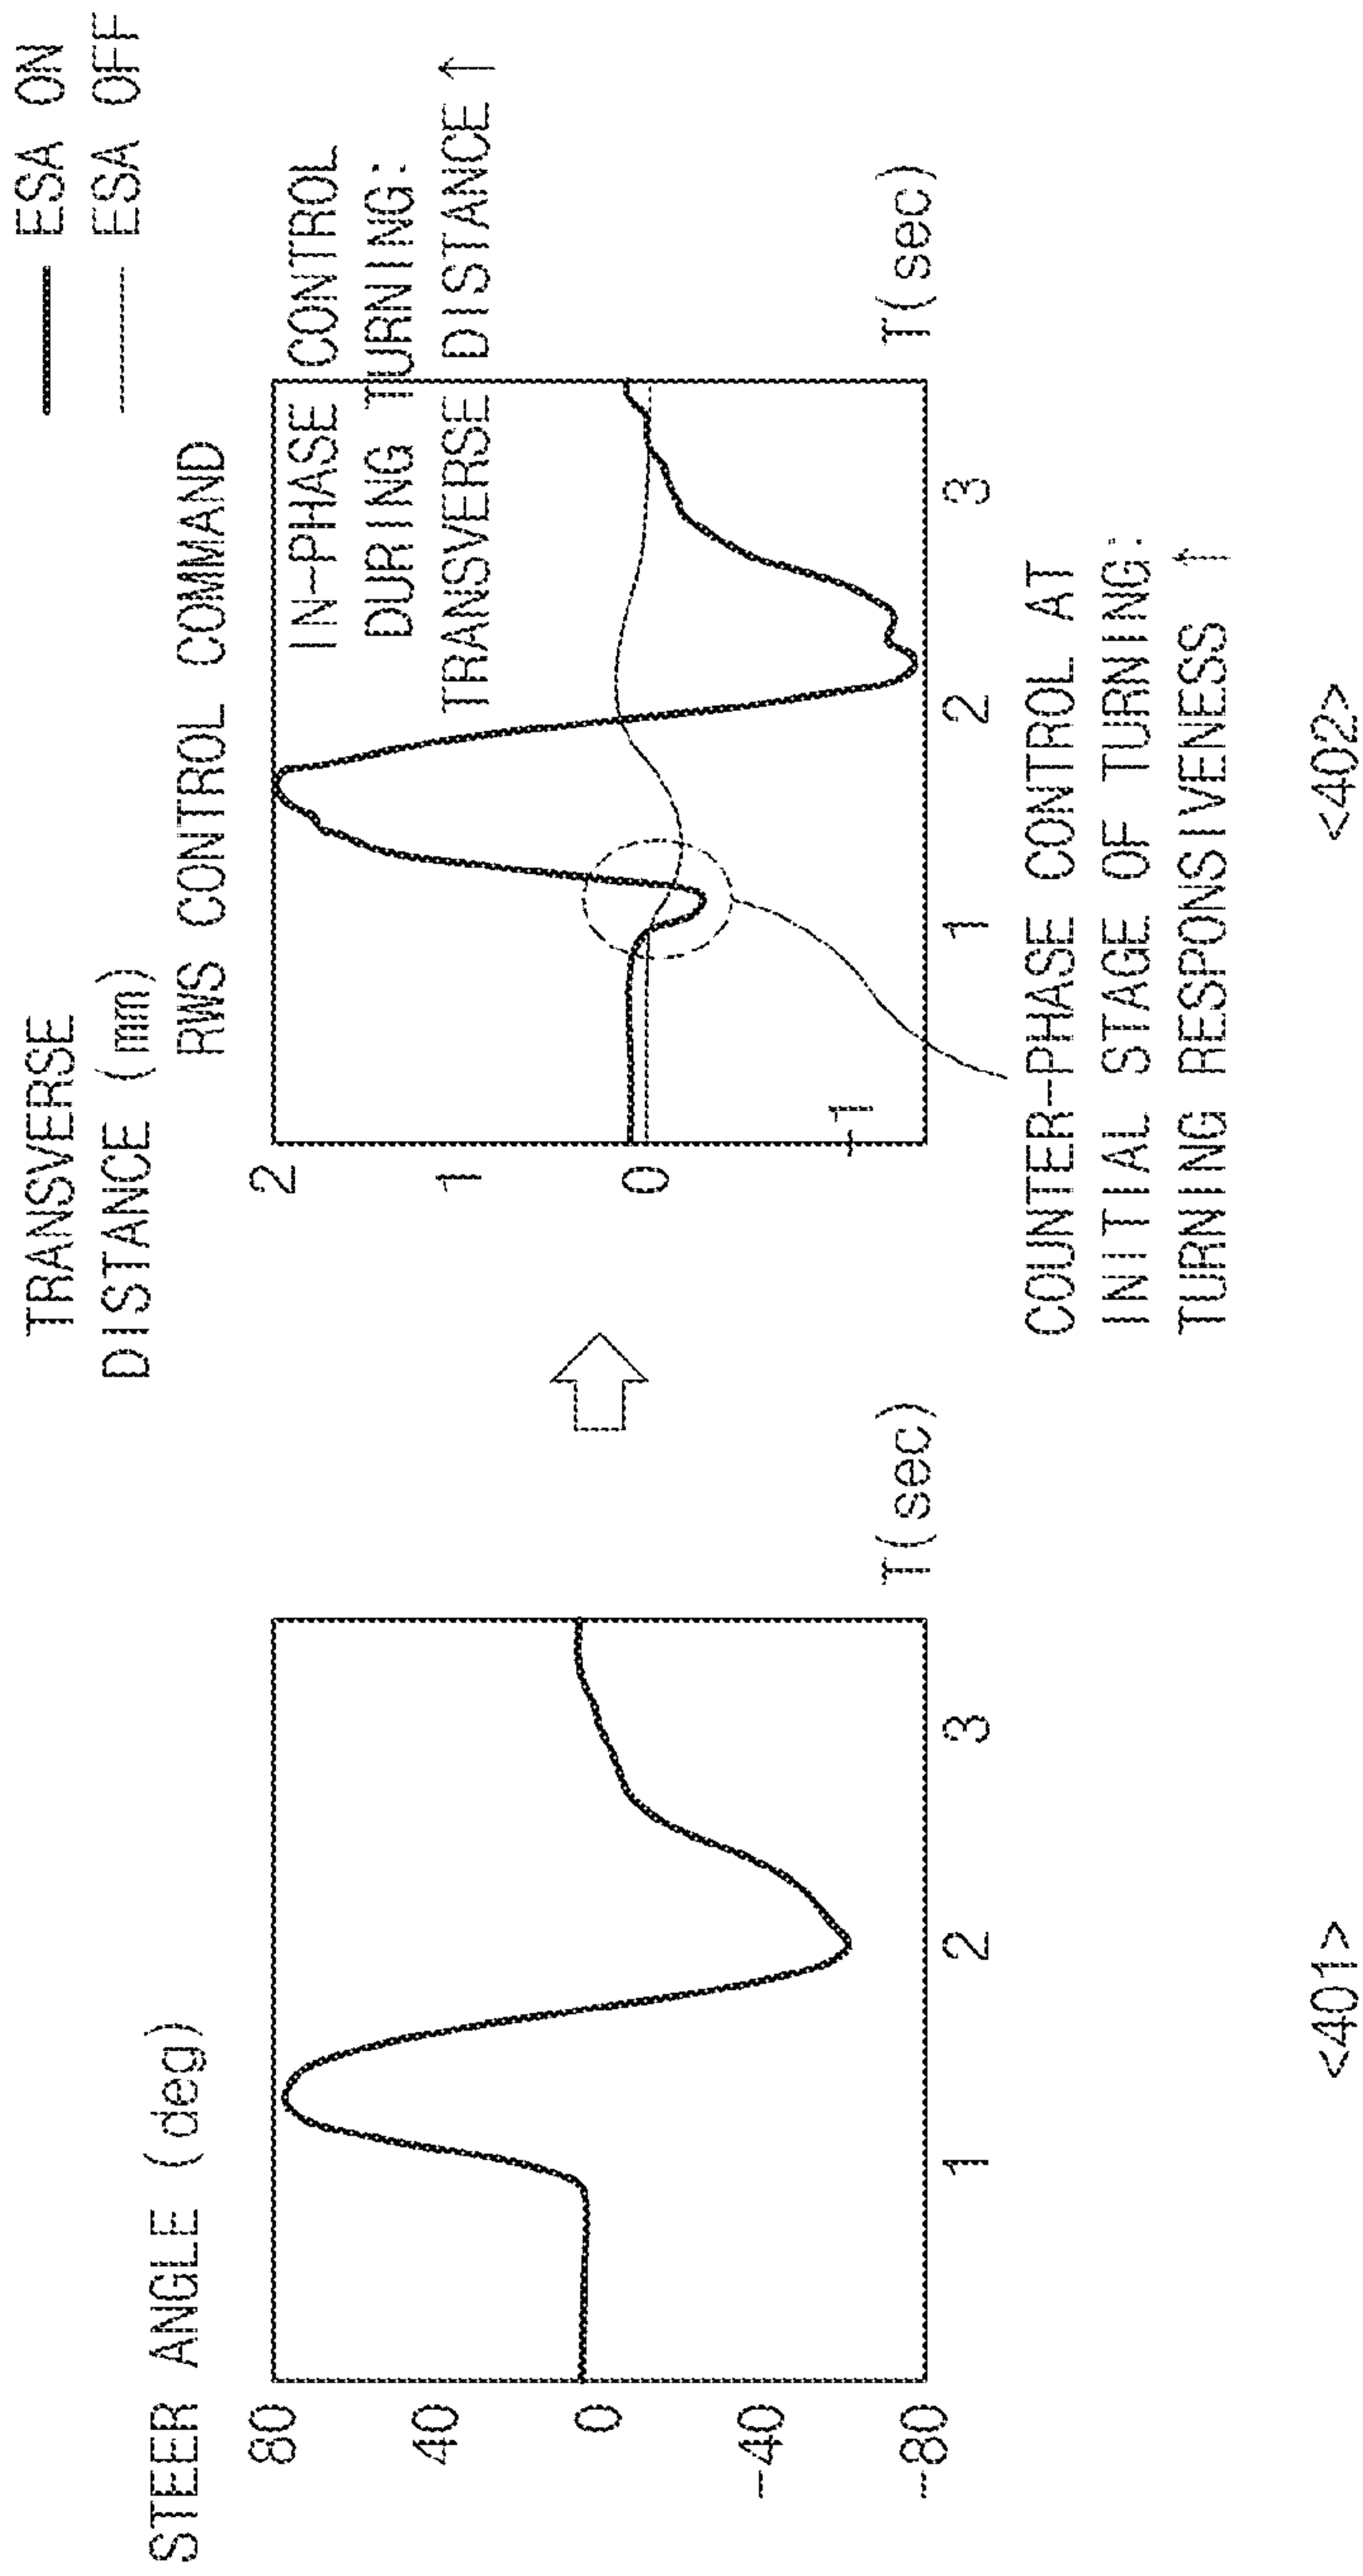 ESA ON
ESA OFF
STEER ANGLE (deg)
80
40
0
-40
-80
1
2
3
T(sec)
<401>
TRANSVERSE
DISTANCE (mm)
RWS CONTROL COMMAND
2
1
0
-1
1
2
3
T(sec)
IN-PHASE CONTROL
DURING TURNING:
TRANSVERSE DISTANCE ↑
COUNTER-PHASE CONTROL AT
INITIAL STAGE OF TURNING:
TURNING RESPONSIVENESS ↑
<402>